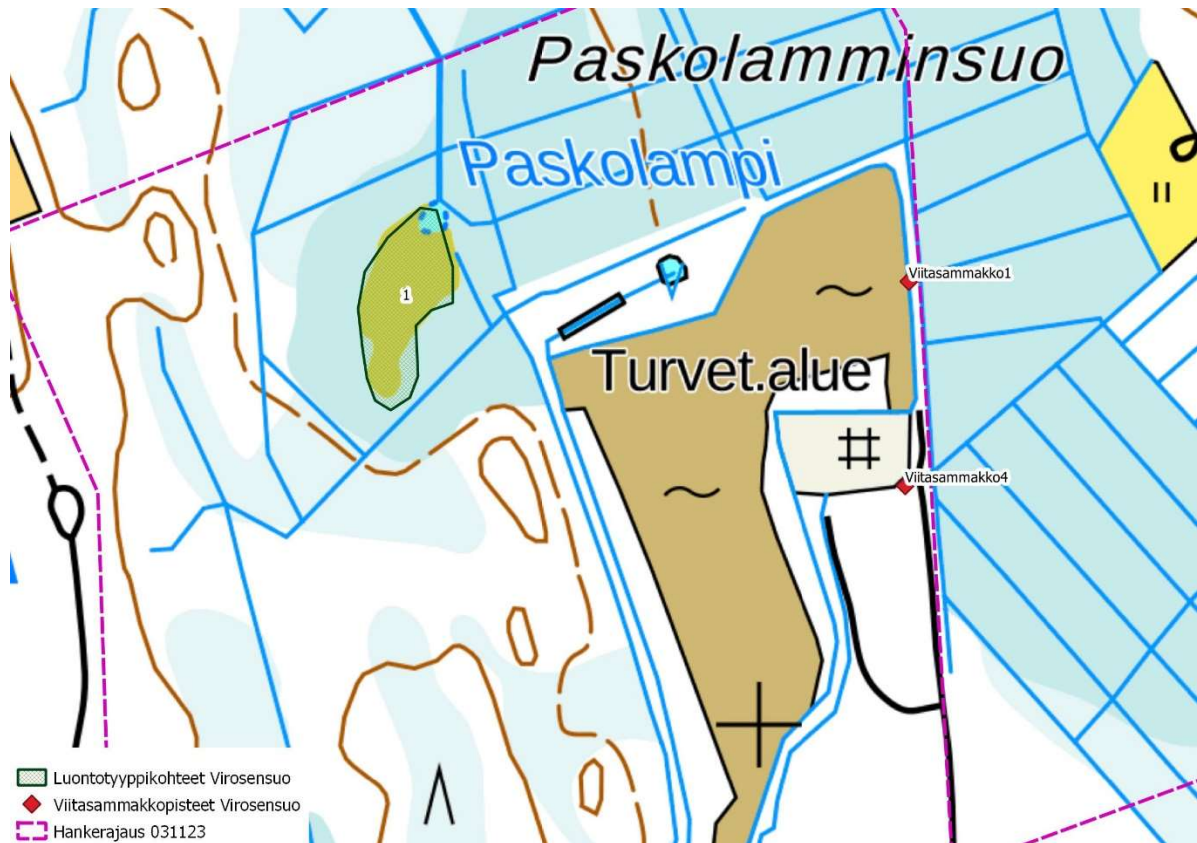 Paskolamminsuo
Paskolampi
1
Viitasammakko1
Turvet.alue
Viitasammakko4
Luontotyyppikohteet Virosensuo
Viitasammakkopisteet Virosensuo
Hankerajaus 031123